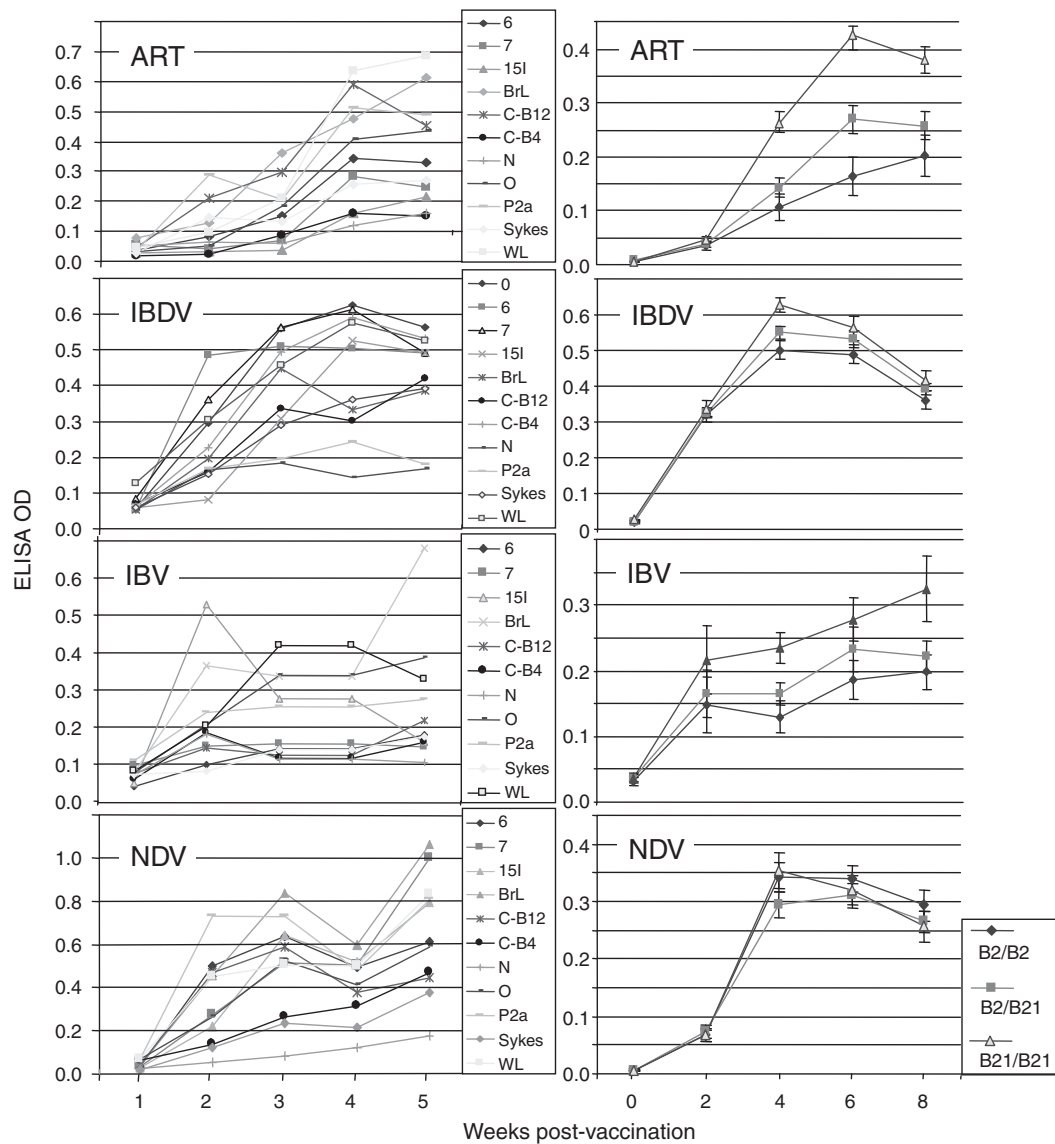 ELISA OD
ART
0.8
0.7
0.6
0.5
0.4
0.3
0.2
0.1
0.0
6
7
15I
BrL
C-B12
C-B4
N
O
P2a
Sykes
WL
ART
0.4
0.3
0.2
0.1
0.0
IBDV
0.6
0.5
0.4
0.3
0.2
0.1
0.0
0
6
7
15I
BrL
C-B12
C-B4
N
P2a
Sykes
WL
IBDV
0.6
0.5
0.4
0.3
0.2
0.1
0
IBV
0.6
0.5
0.4
0.3
0.2
0.1
0.0
6
7
15I
BrL
C-B12
C-B4
N
O
P2a
Sykes
WL
IBV
0.3
0.2
0.1
0.0
NDV
1.0
0.8
0.6
0.4
0.2
0.0
1 2 3 4 5
6
7
15I
BrL
C-B12
C-B4
N
O
P2a
Sykes
WL
NDV
0.4
0.3
0.2
0.1
0.0
0 2 4 6 8
B2/B2
B2/B21
B21/B21
Weeks post-vaccination